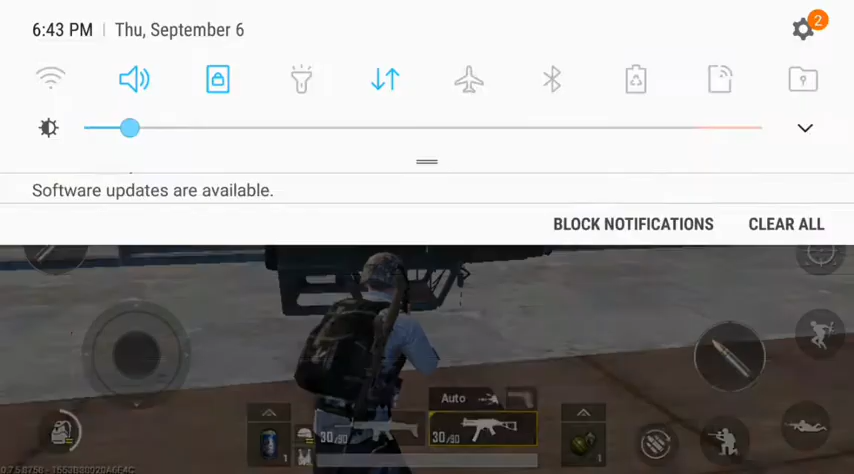 6:43 PM | Thu, September 6
2
Software updates are available.
BLOCK NOTIFICATIONS CLEAR ALL
Auto
30/90 30/90
1 1